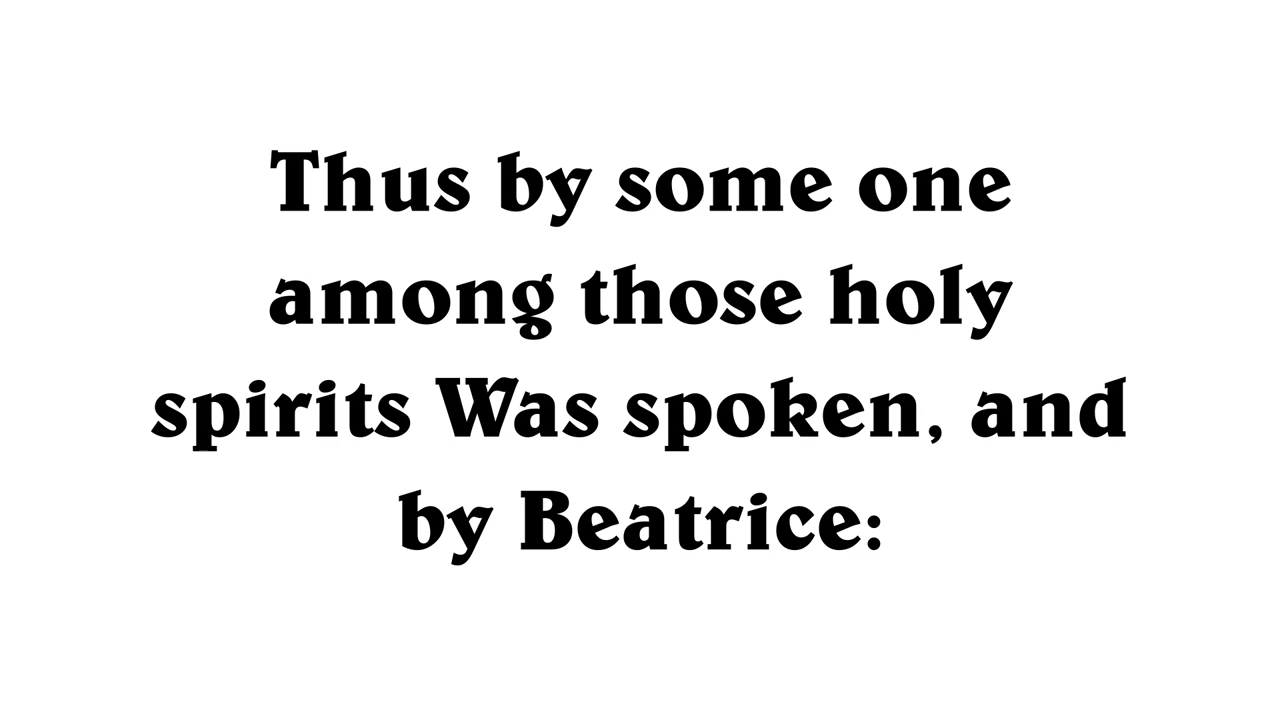 Thus by some one
among those holy
spirits Was spoken, and
by Beatrice: